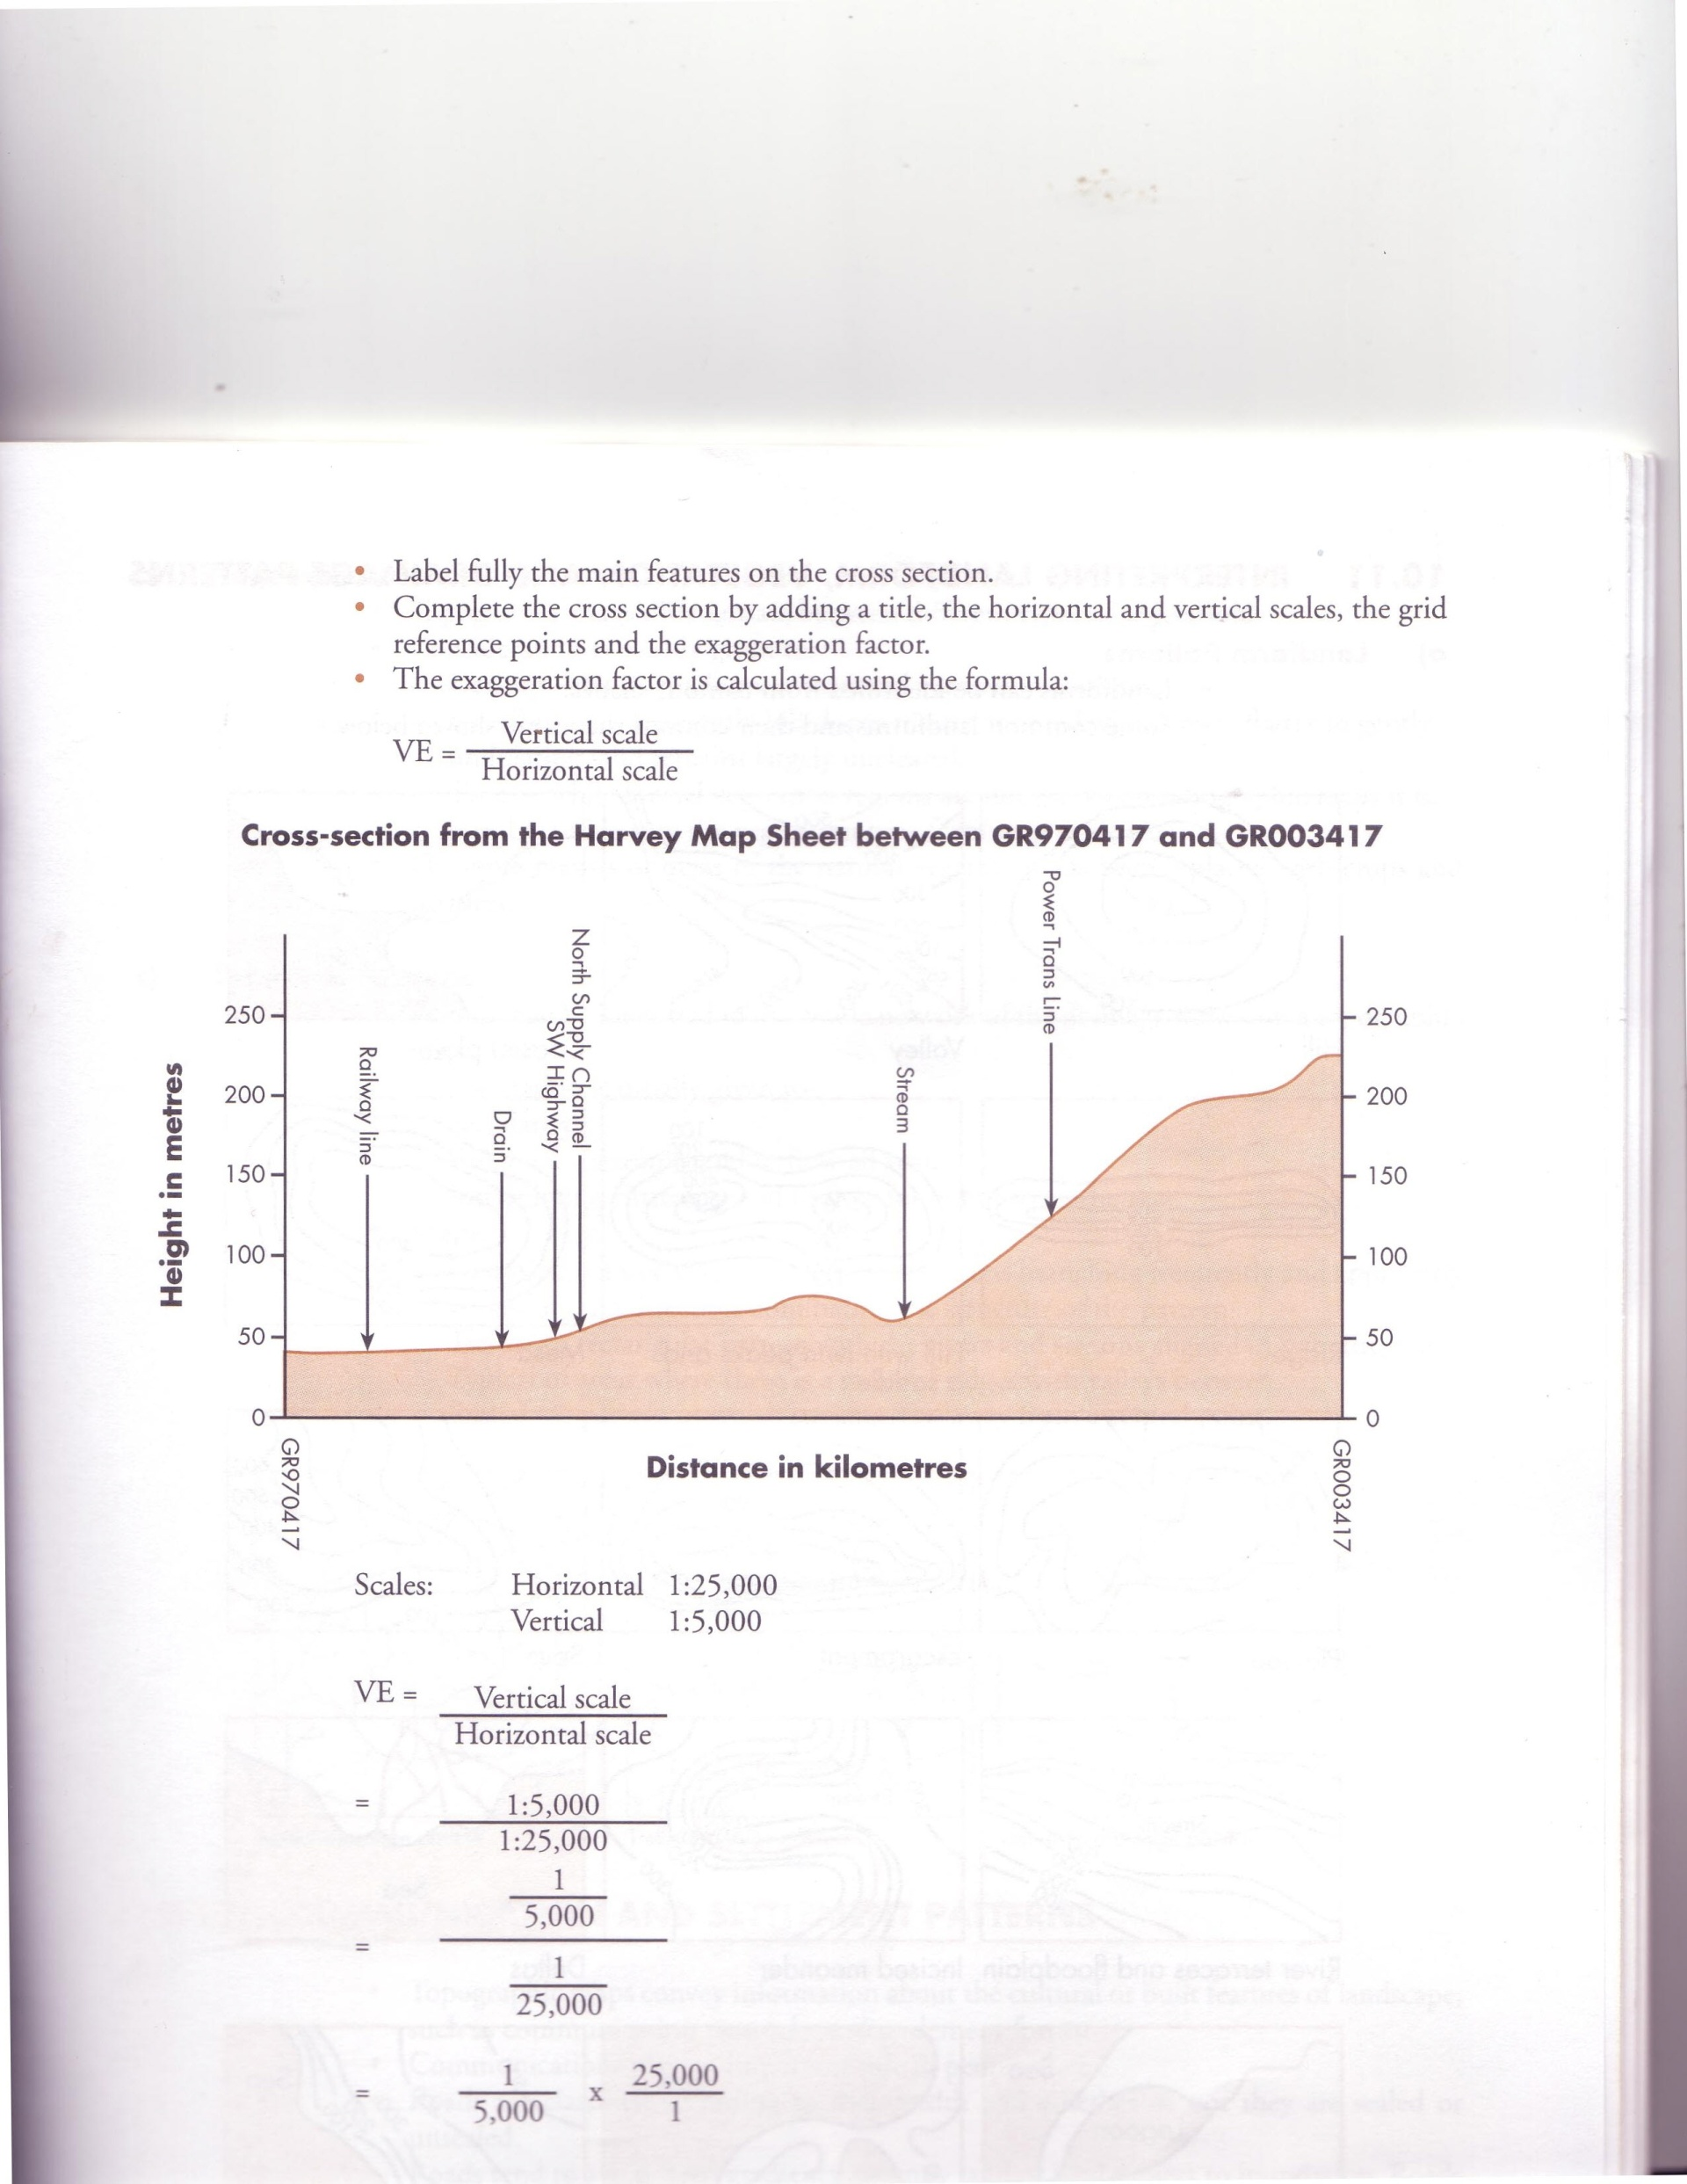 • Label fully the main features on the cross section.
• Complete the cross section by adding a title, the horizontal and vertical scales, the grid
reference points and the exaggeration factor.
• The exaggeration factor is calculated using the formula:
VE = Vertical scale
Horizontal scale
Cross-section from the Harvey Map Sheet between GR970417 and GR003417
Height in metres
250
200
150
100
50
0
Railway line
Drain
SW Highway
North Supply Channel
Stream
Power Trans Line
250
200
150
100
50
0
GR970417
Distance in kilometres
GR003417
Scales: Horizontal 1:25,000
Vertical 1:5,000
VE = Vertical scale
Horizontal scale
= 1:5,000
1:25,000
1
5,000
=
1
25,000
= 1 x 25,000
5,000 1